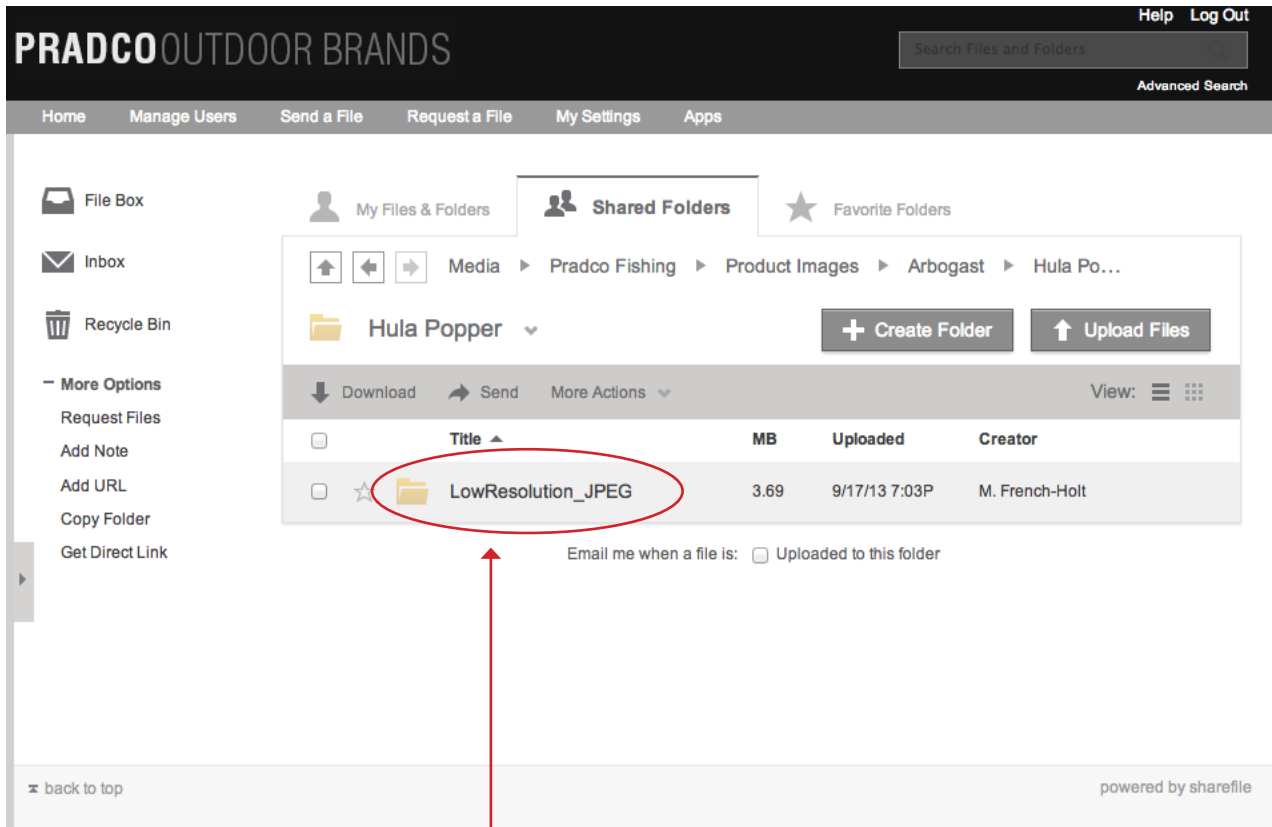 Help Log Out
PRADCO OUTDOOR BRANDS
Search Files and Folders
Advanced Search
Home Manage Users Send a File Request a File My Settings Apps
File Box
Inbox
Recycle Bin
– More Options
Request Files
Add Note
Add URL
Copy Folder
Get Direct Link
My Files & Folders Shared Folders Favorite Folders
Media Pradco Fishing Product Images Arbogast Hula Po...
Hula Popper Create Folder Upload Files
Download Send More Actions View:
Title MB Uploaded Creator
LowResolution_JPEG 3.69 9/17/13 7:03P M. French-Holt
Email me when a file is: Uploaded to this folder
back to top powered by sharefile